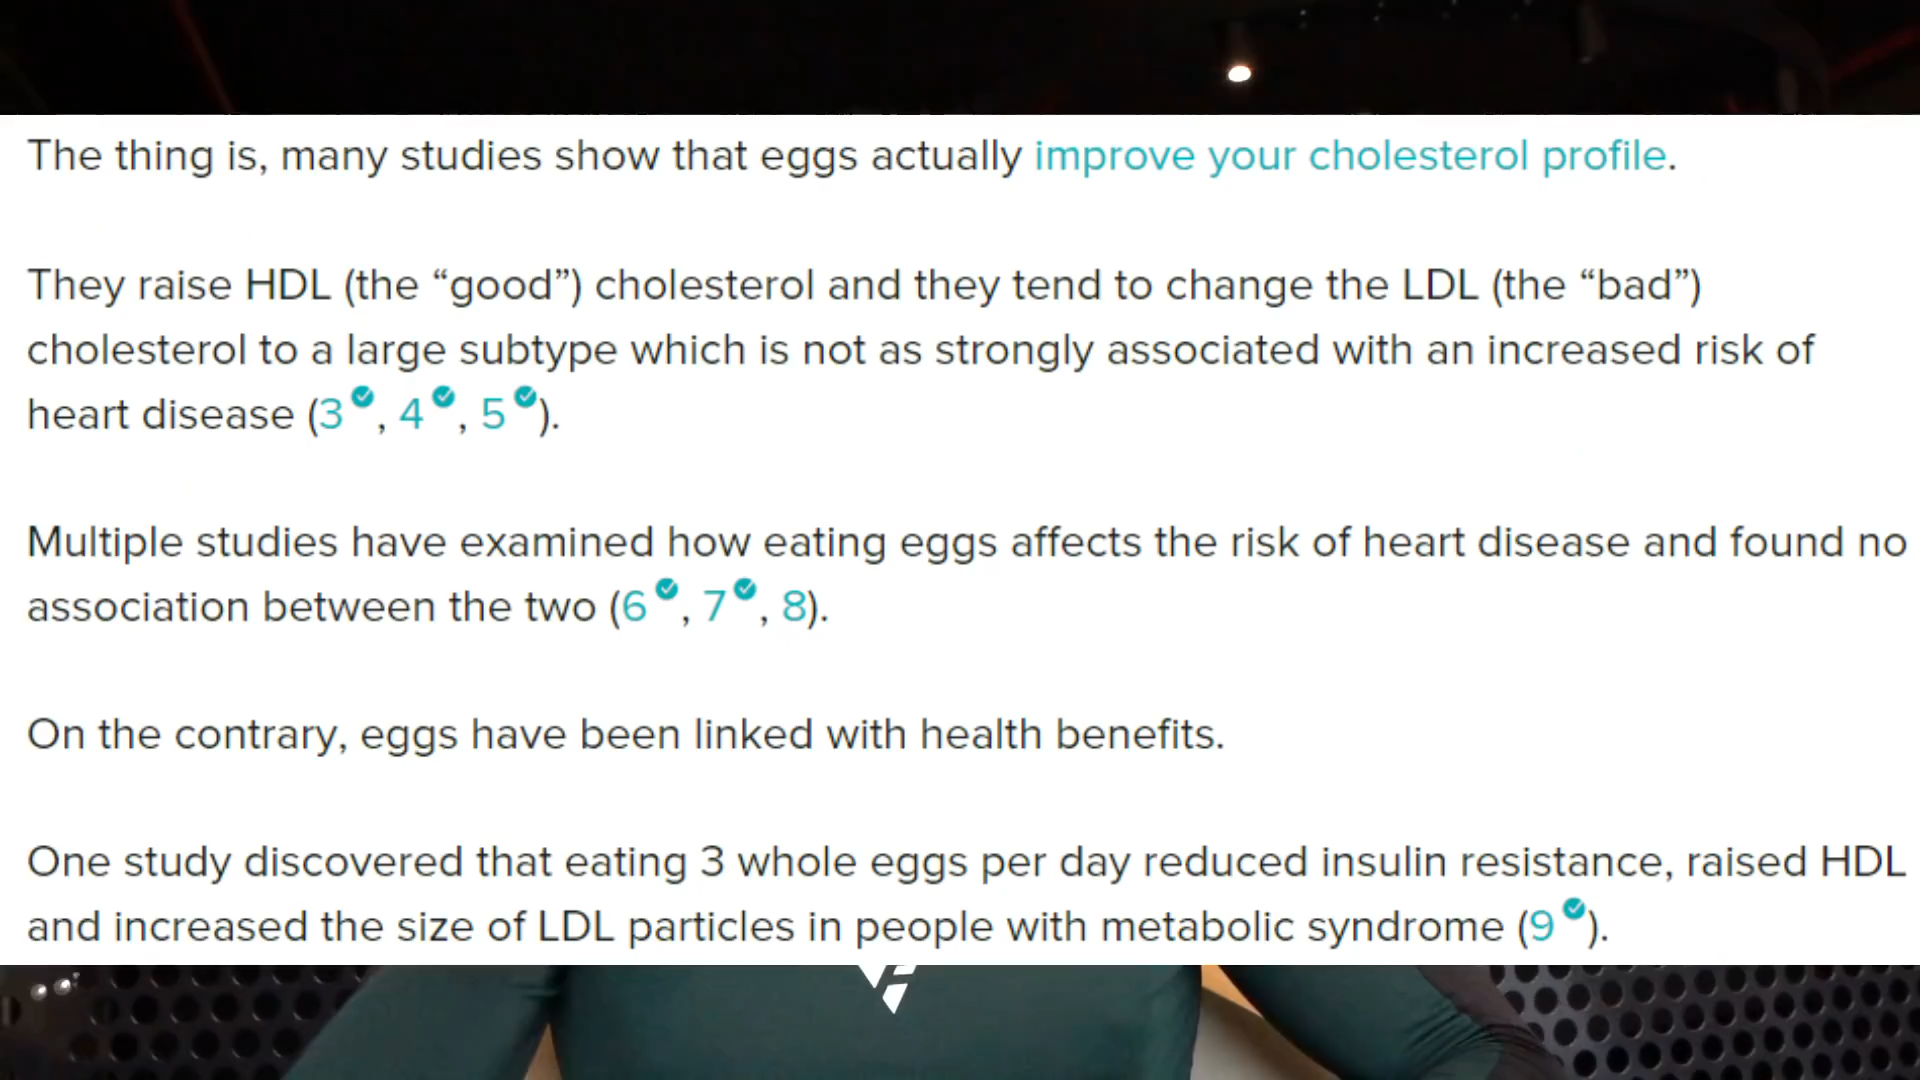 The thing is, many studies show that eggs actually improve your cholesterol profile.
They raise HDL (the “good”) cholesterol and they tend to change the LDL (the “bad”)
cholesterol to a large subtype which is not as strongly associated with an increased risk of
heart disease (3, 4, 5).
Multiple studies have examined how eating eggs affects the risk of heart disease and found no
association between the two (6, 7, 8).
On the contrary, eggs have been linked with health benefits.
One study discovered that eating 3 whole eggs per day reduced insulin resistance, raised HDL
and increased the size of LDL particles in people with metabolic syndrome (9).